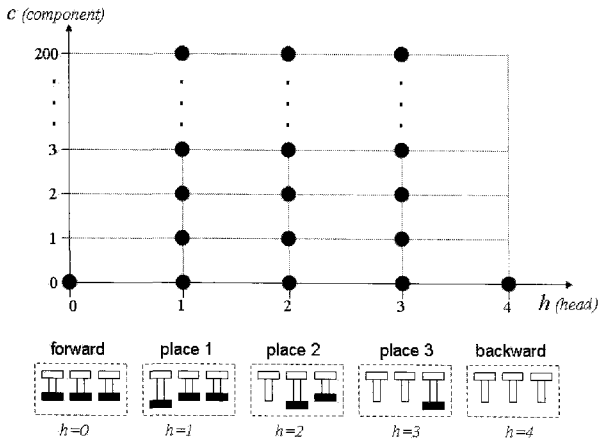 c (component)
200
3
2
1
0
0 1 2 3 4 h (head)
forward place 1 place 2 place 3 backward
h=0 h=1 h=2 h=3 h=4